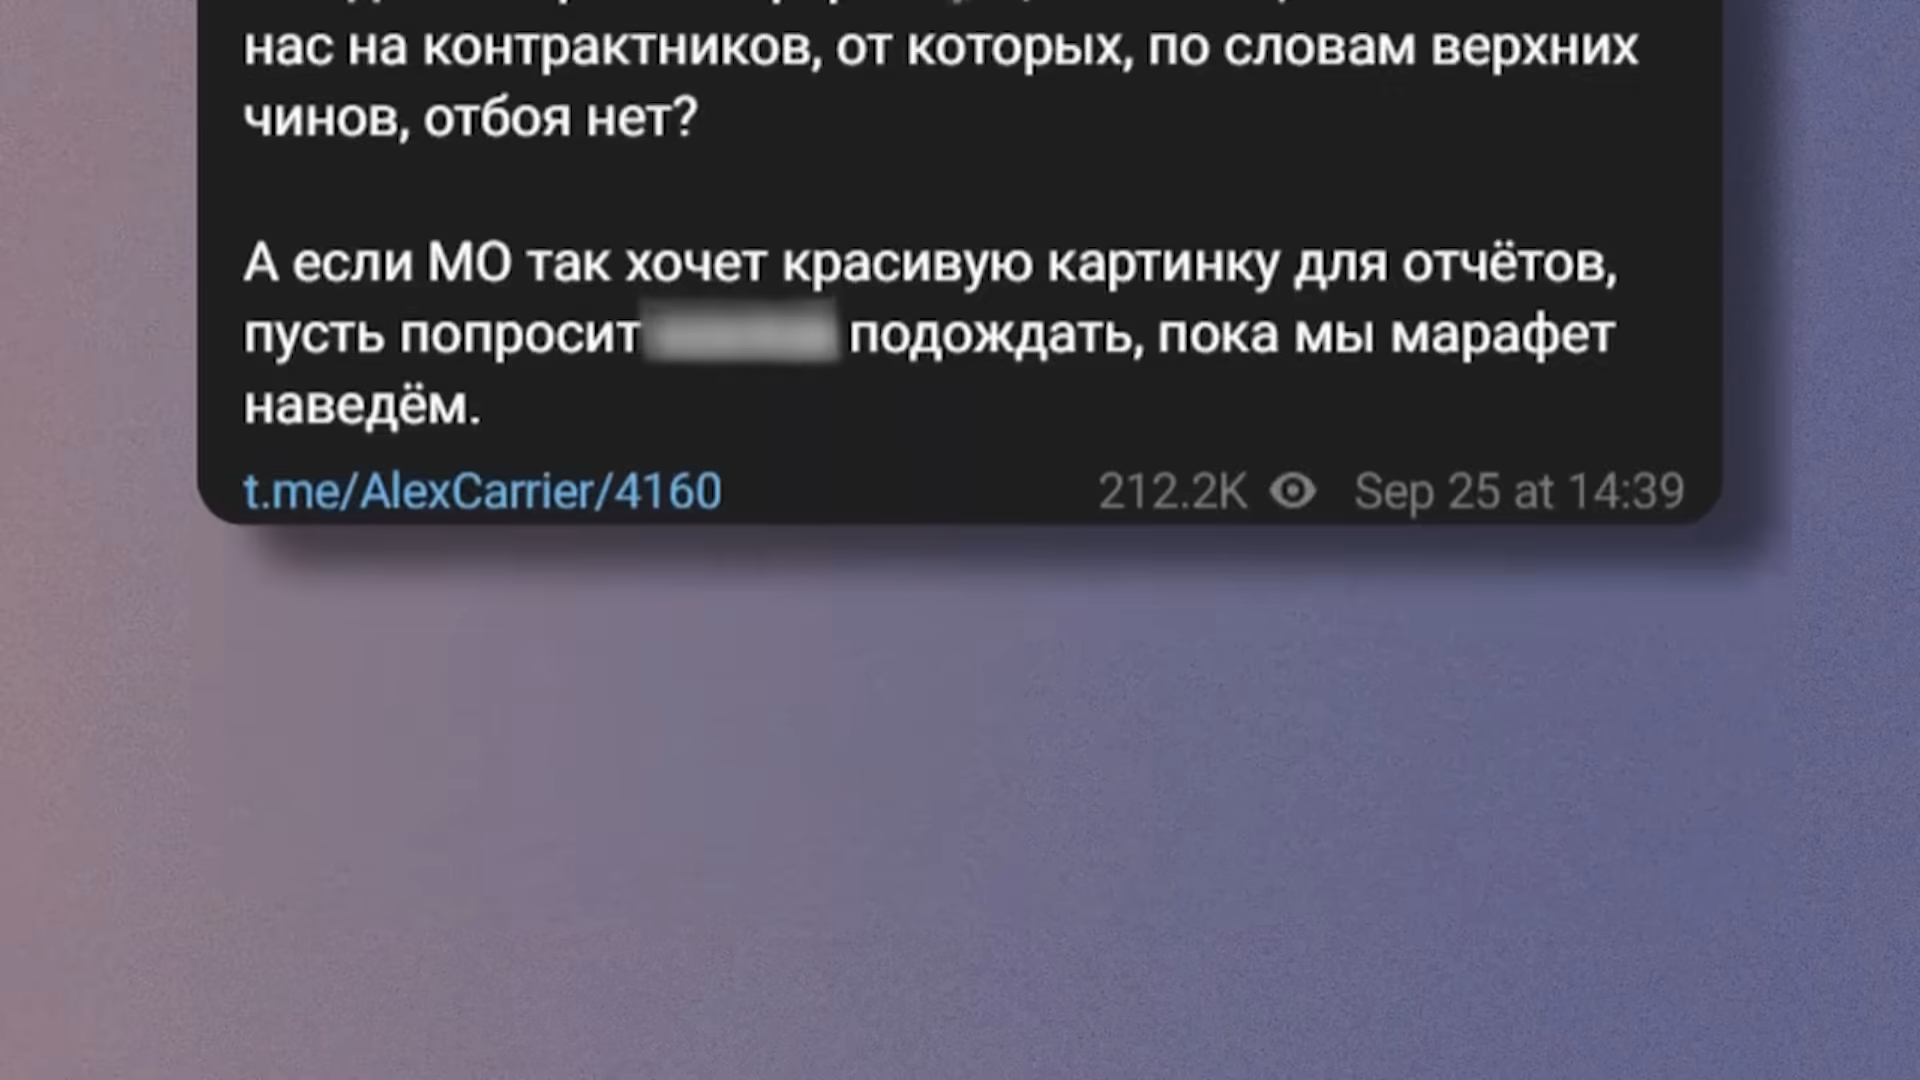 нас на контрактников, от которых, по словам верхних
чинов, отбоя нет?
А если МО так хочет красивую картинку для отчётов,
пусть попросит подождать, пока мы марафет
наведём.
t.me/AlexCarrier/4160
212.2K Sep 25 at 14:39